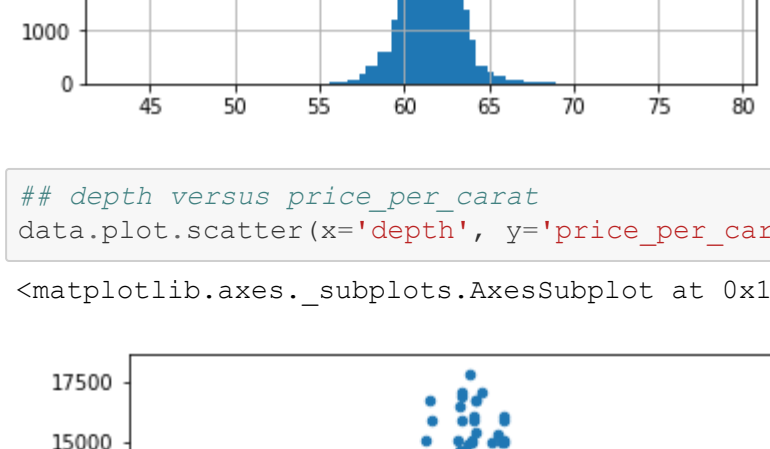 1000
0
45 50 55 60 65 70 75 80
## depth versus price_per_carat
data.plot.scatter(x='depth', y='price_per_car
<matplotlib.axes._subplots.AxesSubplot at 0x1
17500
15000